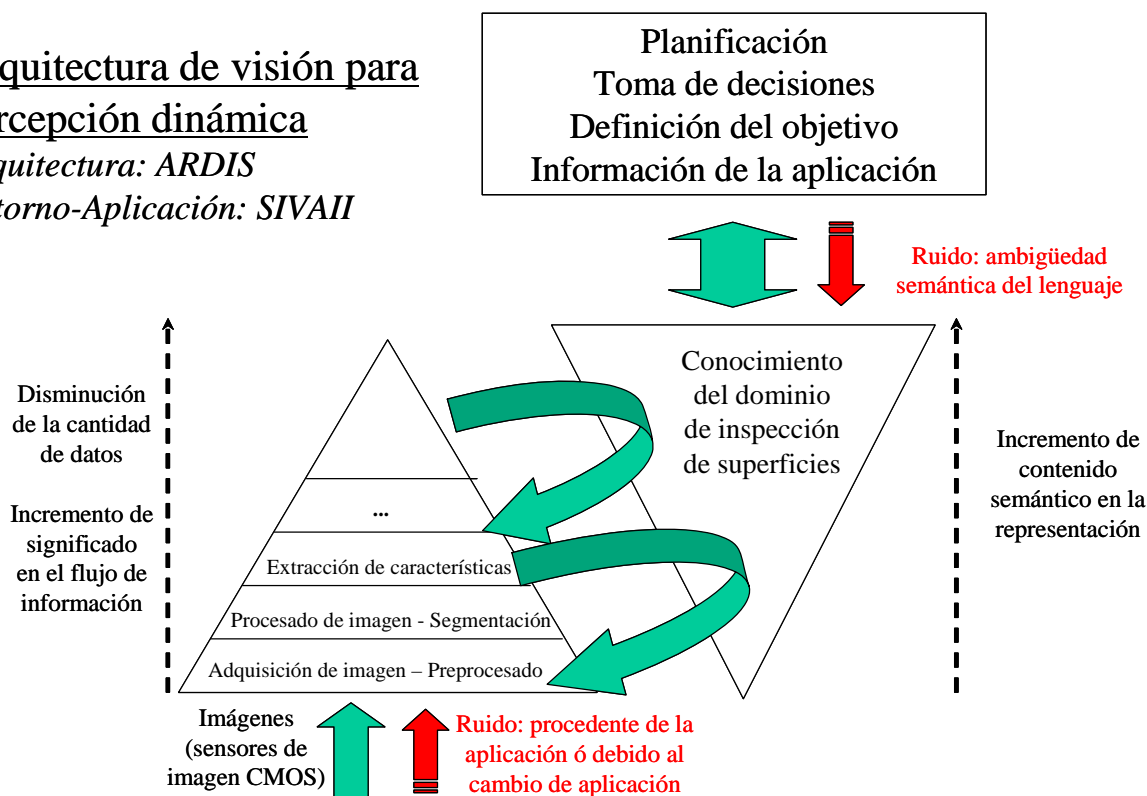 quitectura de visión para
rcepción dinámica
quitectura: ARDIS
torno-Aplicación: SIVAII
Planificación
Toma de decisiones
Definición del objetivo
Información de la aplicación
Ruido: ambigüedad
semántica del lenguaje
Disminución
de la cantidad
de datos
Incremento de
significado
en el flujo de
información
Conocimiento
del dominio
de inspección
de superficies
Incremento de
contenido
semántico en la
representación
...
Extracción de características
Procesado de imagen - Segmentación
Adquisición de imagen – Preprocesado
Imágenes
(sensores de
imagen CMOS)
Ruido: procedente de la
aplicación ó debido al
cambio de aplicación